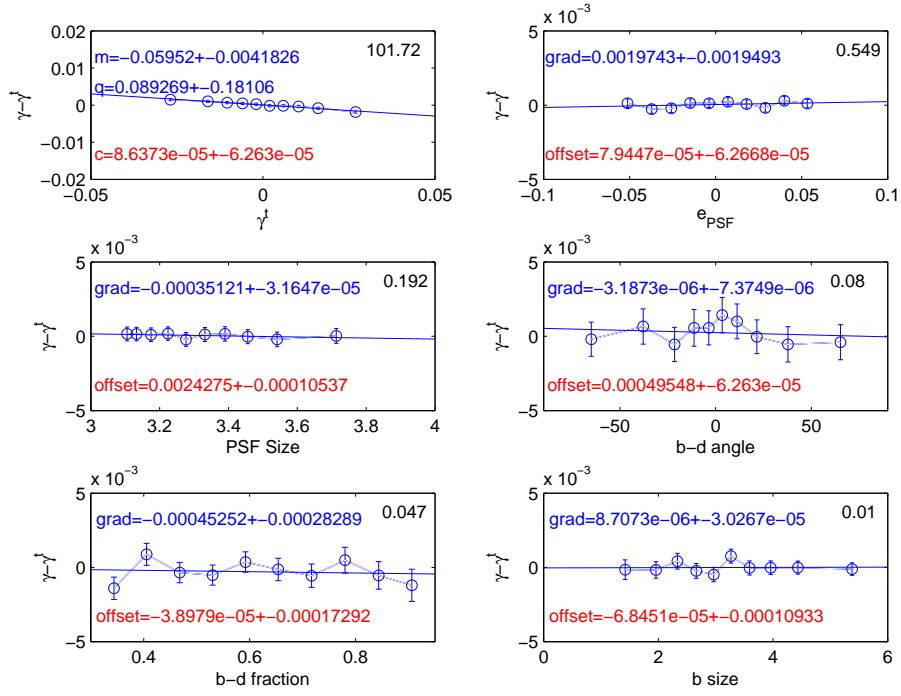 0.02
0.01
0
−0.01
−0.02
γ−γᵗ
m=−0.05952+−0.0041826
101.72
q=0.089269+−0.18106
c=8.6373e−05+−6.263e−05
−0.05
0
0.05
γᵗ
x 10⁻³
5
0
−5
γ−γᵗ
grad=0.0019743+−0.0019493
0.549
offset=7.9447e−05+−6.2668e−05
−0.1
−0.05
0
0.05
0.1
e_PSF
x 10⁻³
5
0
−5
γ−γᵗ
grad=−0.00035121+−3.1647e−05
0.192
offset=0.0024275+−0.00010537
3
3.2
3.4
3.6
3.8
4
PSF Size
x 10⁻³
5
0
−5
γ−γᵗ
grad=−3.1873e−06+−7.3749e−06
0.08
offset=0.00049548+−6.263e−05
−50
0
50
b−d angle
x 10⁻³
5
0
−5
γ−γᵗ
grad=−0.00045252+−0.00028289
0.047
offset=−3.8979e−05+−0.00017292
0.4
0.6
0.8
b−d fraction
x 10⁻³
5
0
−5
γ−γᵗ
grad=8.7073e−06+−3.0267e−05
0.01
offset=−6.8451e−05+−0.00010933
0
2
4
6
b size